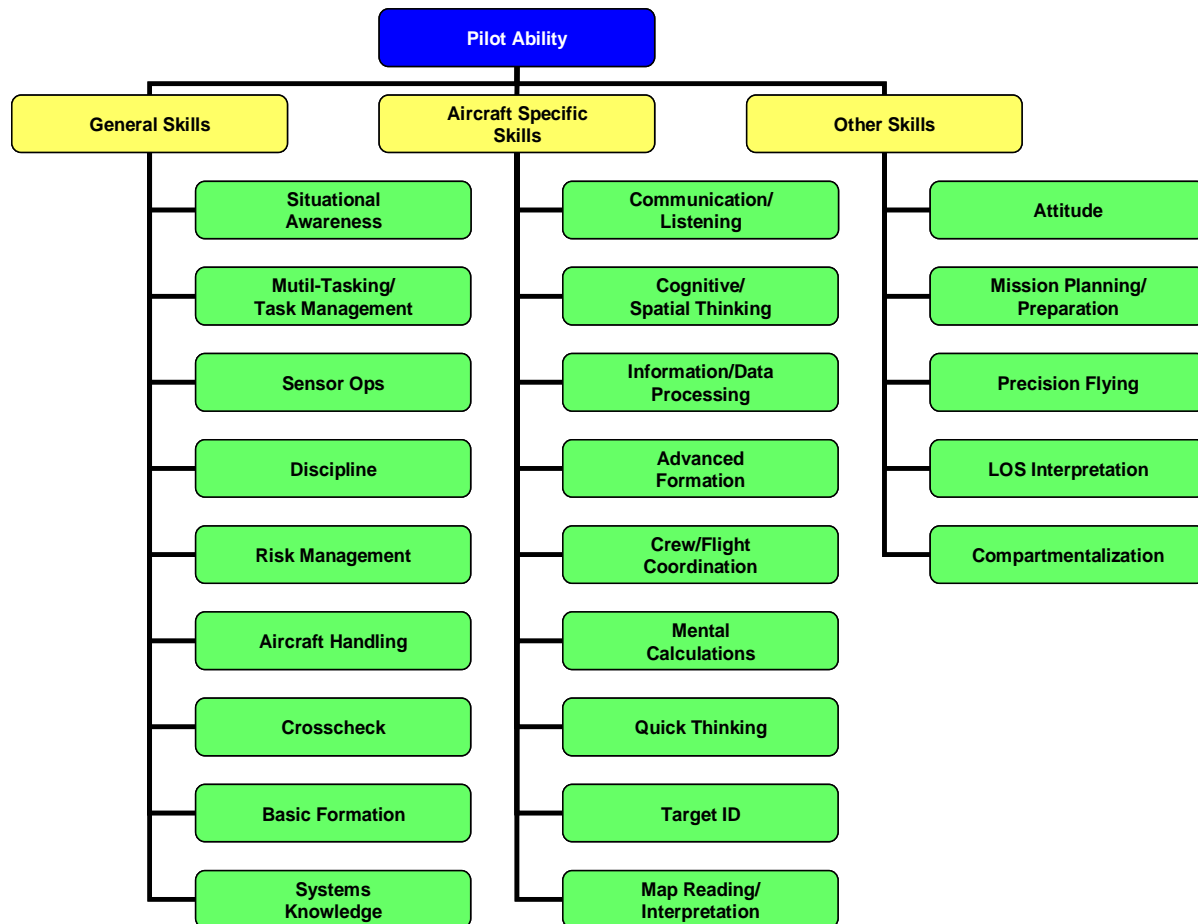 Pilot Ability
General Skills
Aircraft Specific
Skills
Other Skills
Situational
Awareness
Mutil-Tasking/
Task Management
Sensor Ops
Discipline
Risk Management
Aircraft Handling
Crosscheck
Basic Formation
Systems
Knowledge
Communication/
Listening
Cognitive/
Spatial Thinking
Information/Data
Processing
Advanced
Formation
Crew/Flight
Coordination
Mental
Calculations
Quick Thinking
Target ID
Map Reading/
Interpretation
Attitude
Mission Planning/
Preparation
Precision Flying
LOS Interpretation
Compartmentalization